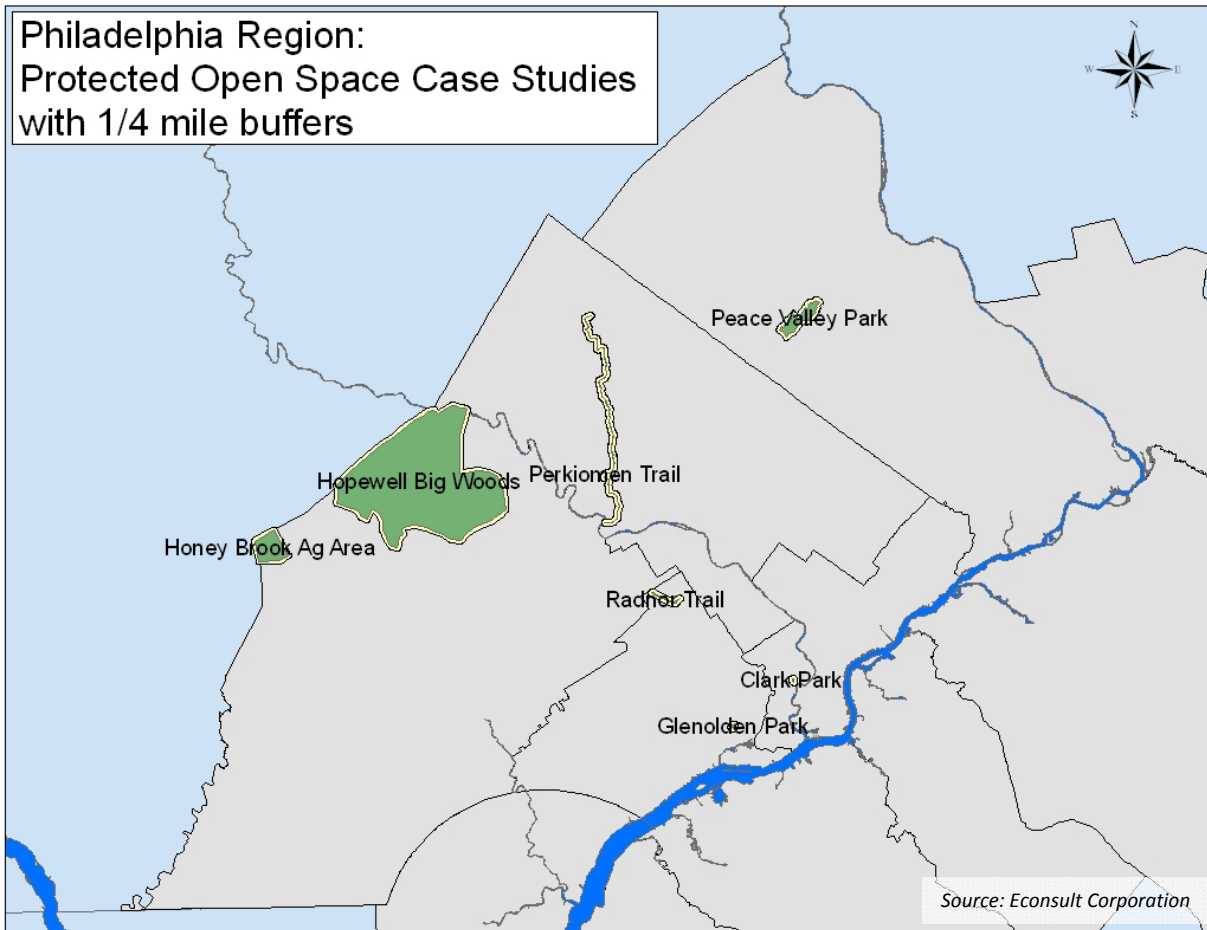 Philadelphia Region:
Protected Open Space Case Studies
with 1/4 mile buffers
N
W
E
S
Peace Valley Park
Hopewell Big Woods
Perkiomen Trail
Honey Brook Ag Area
Radnor Trail
Clark Park
Glenolden Park
Source: Econsult Corporation